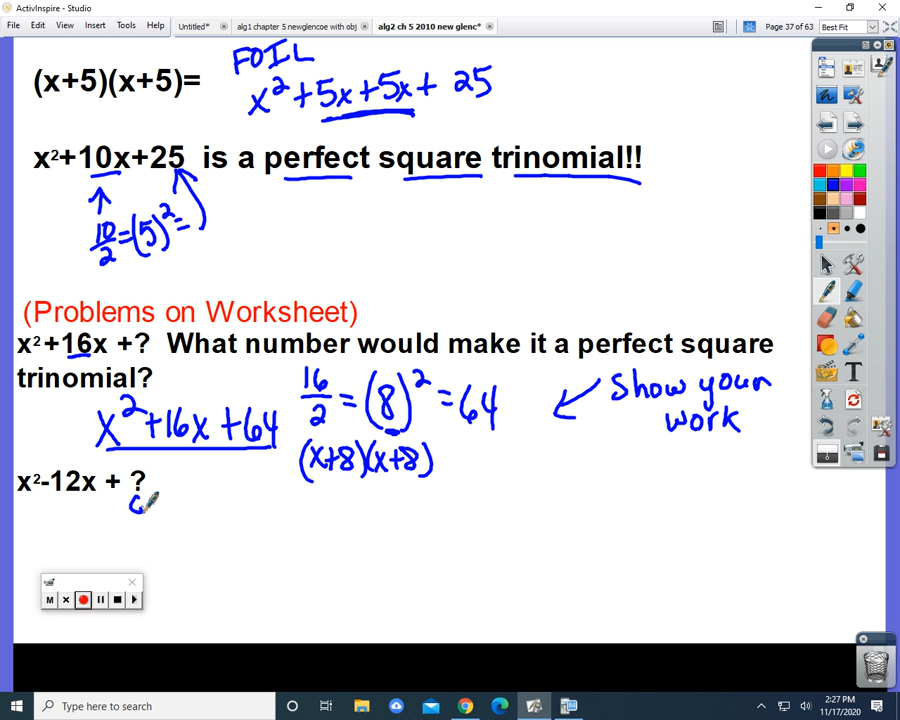 ActivInspire - Studio
File Edit View Insert Tools Help
Untitled* alg1 chapter 5 newglencoe with obj alg2 ch 5 2010 new glenc*
Page 37 of 63 Best Fit
FOIL
(x+5)(x+5)= x²+5x+5x+ 25
x²+10x+25 is a perfect square trinomial!!
10/2=(5)²=
(Problems on Worksheet)
x²+16x +? What number would make it a perfect square
trinomial?
16/2 = (8)² = 64
show your
work
x²+16x+64
(x+8)(x+8)
x²-12x + ?
M
T
Type here to search
2:27 PM
11/17/2020